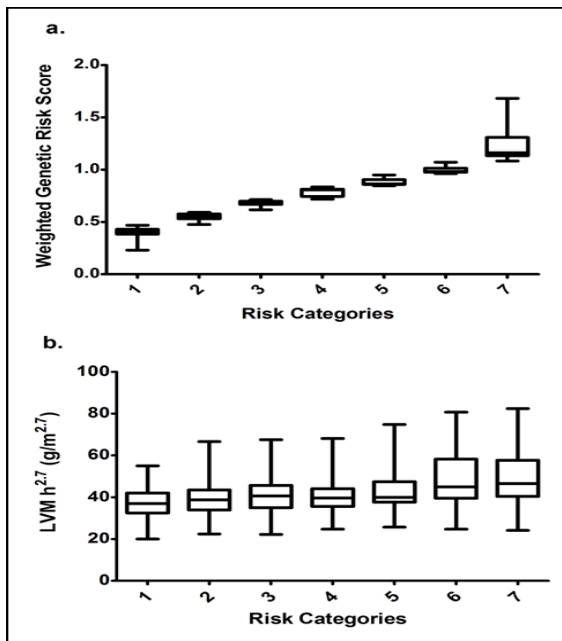 a.
Weighted Genetic Risk Score
2.0
1.5
1.0
0.5
0.0
1 2 3 4 5 6 7
Risk Categories
b.
LVM h^2.7 (g/m^2.7)
100
80
60
40
20
0
1 2 3 4 5 6 7
Risk Categories